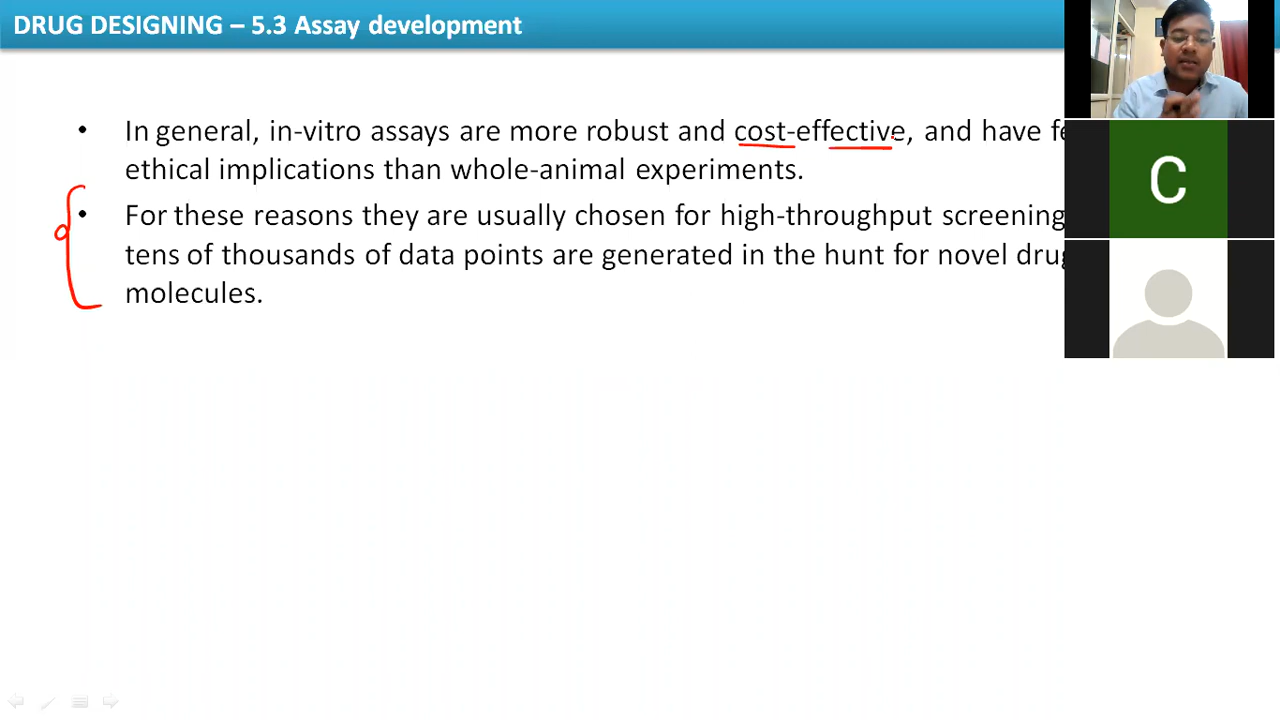 DRUG DESIGNING – 5.3 Assay development
• In general, in-vitro assays are more robust and cost-effective, and have
ethical implications than whole-animal experiments.
• For these reasons they are usually chosen for high-throughput screening
tens of thousands of data points are generated in the hunt for novel
molecules.
C